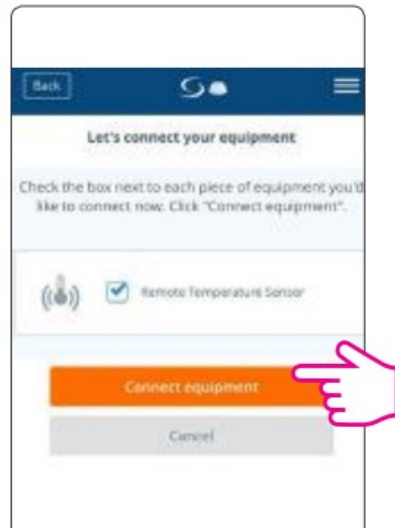 Back
Let's connect your equipment
Check the box next to each piece of equipment you'd
like to connect now. Click "Connect equipment".
Remote Temperature Sensor
Connect equipment
Cancel